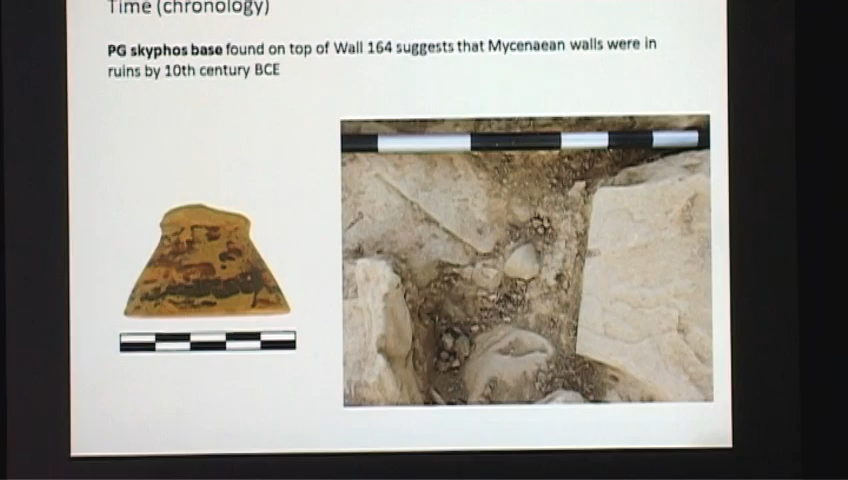 Time (chronology)
PG skyphos base found on top of Wall 164 suggests that Mycenaean walls were in
ruins by 10th century BCE